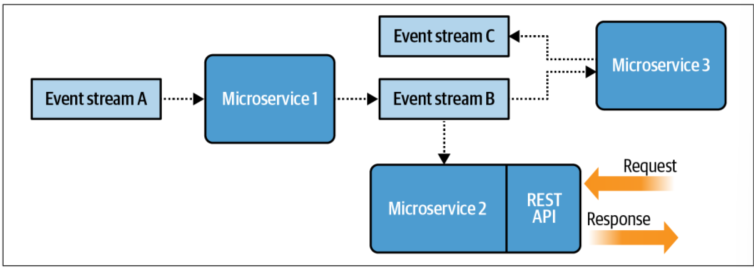 Event stream C
Microservice 3
Event stream A
Microservice 1
Event stream B
Microservice 2
REST
API
Request
Response